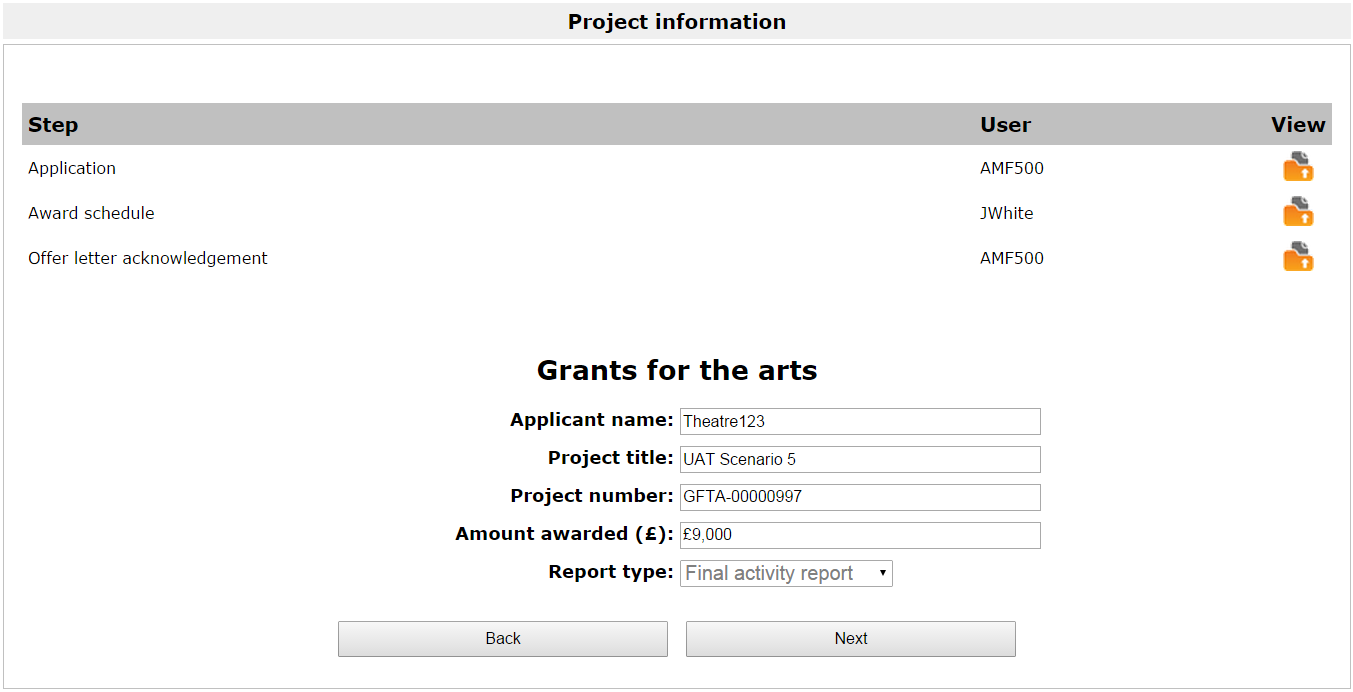 Project information
Step User View
Application AMF500
Award schedule JWhite
Offer letter acknowledgement AMF500
Grants for the arts
Applicant name: Theatre123
Project title: UAT Scenario 5
Project number: GFTA-00000997
Amount awarded (£): £9,000
Report type: Final activity report
Back Next